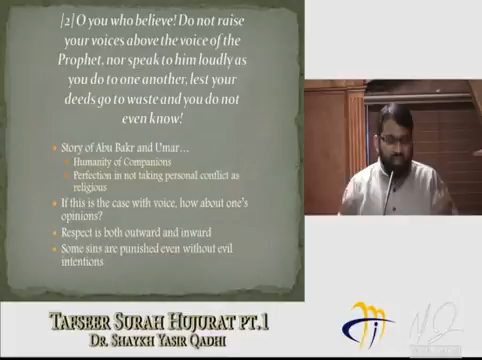 [2] O you who believe! Do not raise
your voices above the voice of the
Prophet, nor speak to him loudly as
you do to one another, lest your
deeds go to waste and you do not
even know!
Story of Abu Bakr and Umar...
Humanity of Companions
Perfection in not taking personal conflict as
religious
If this is the case with voice, how about one's
opinions?
Respect is both outward and inward
Some sins are punished even without evil
intentions
TAFSEER SURAH HUJURAT PT.1
DR. SHAYKH YASIR QADHI